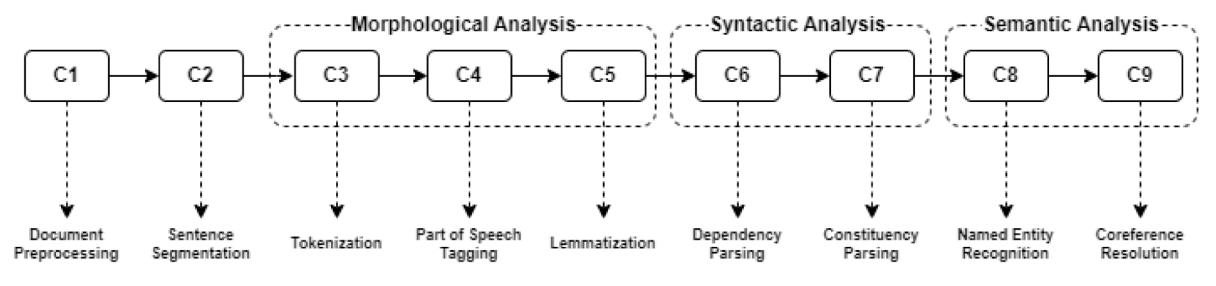 Morphological Analysis
Syntactic Analysis
Semantic Analysis
C1
C2
C3
C4
C5
C6
C7
C8
C9
Document
Preprocessing
Sentence
Segmentation
Tokenization
Part of Speech
Tagging
Lemmatization
Dependency
Parsing
Constituency
Parsing
Named Entity
Recognition
Coreference
Resolution